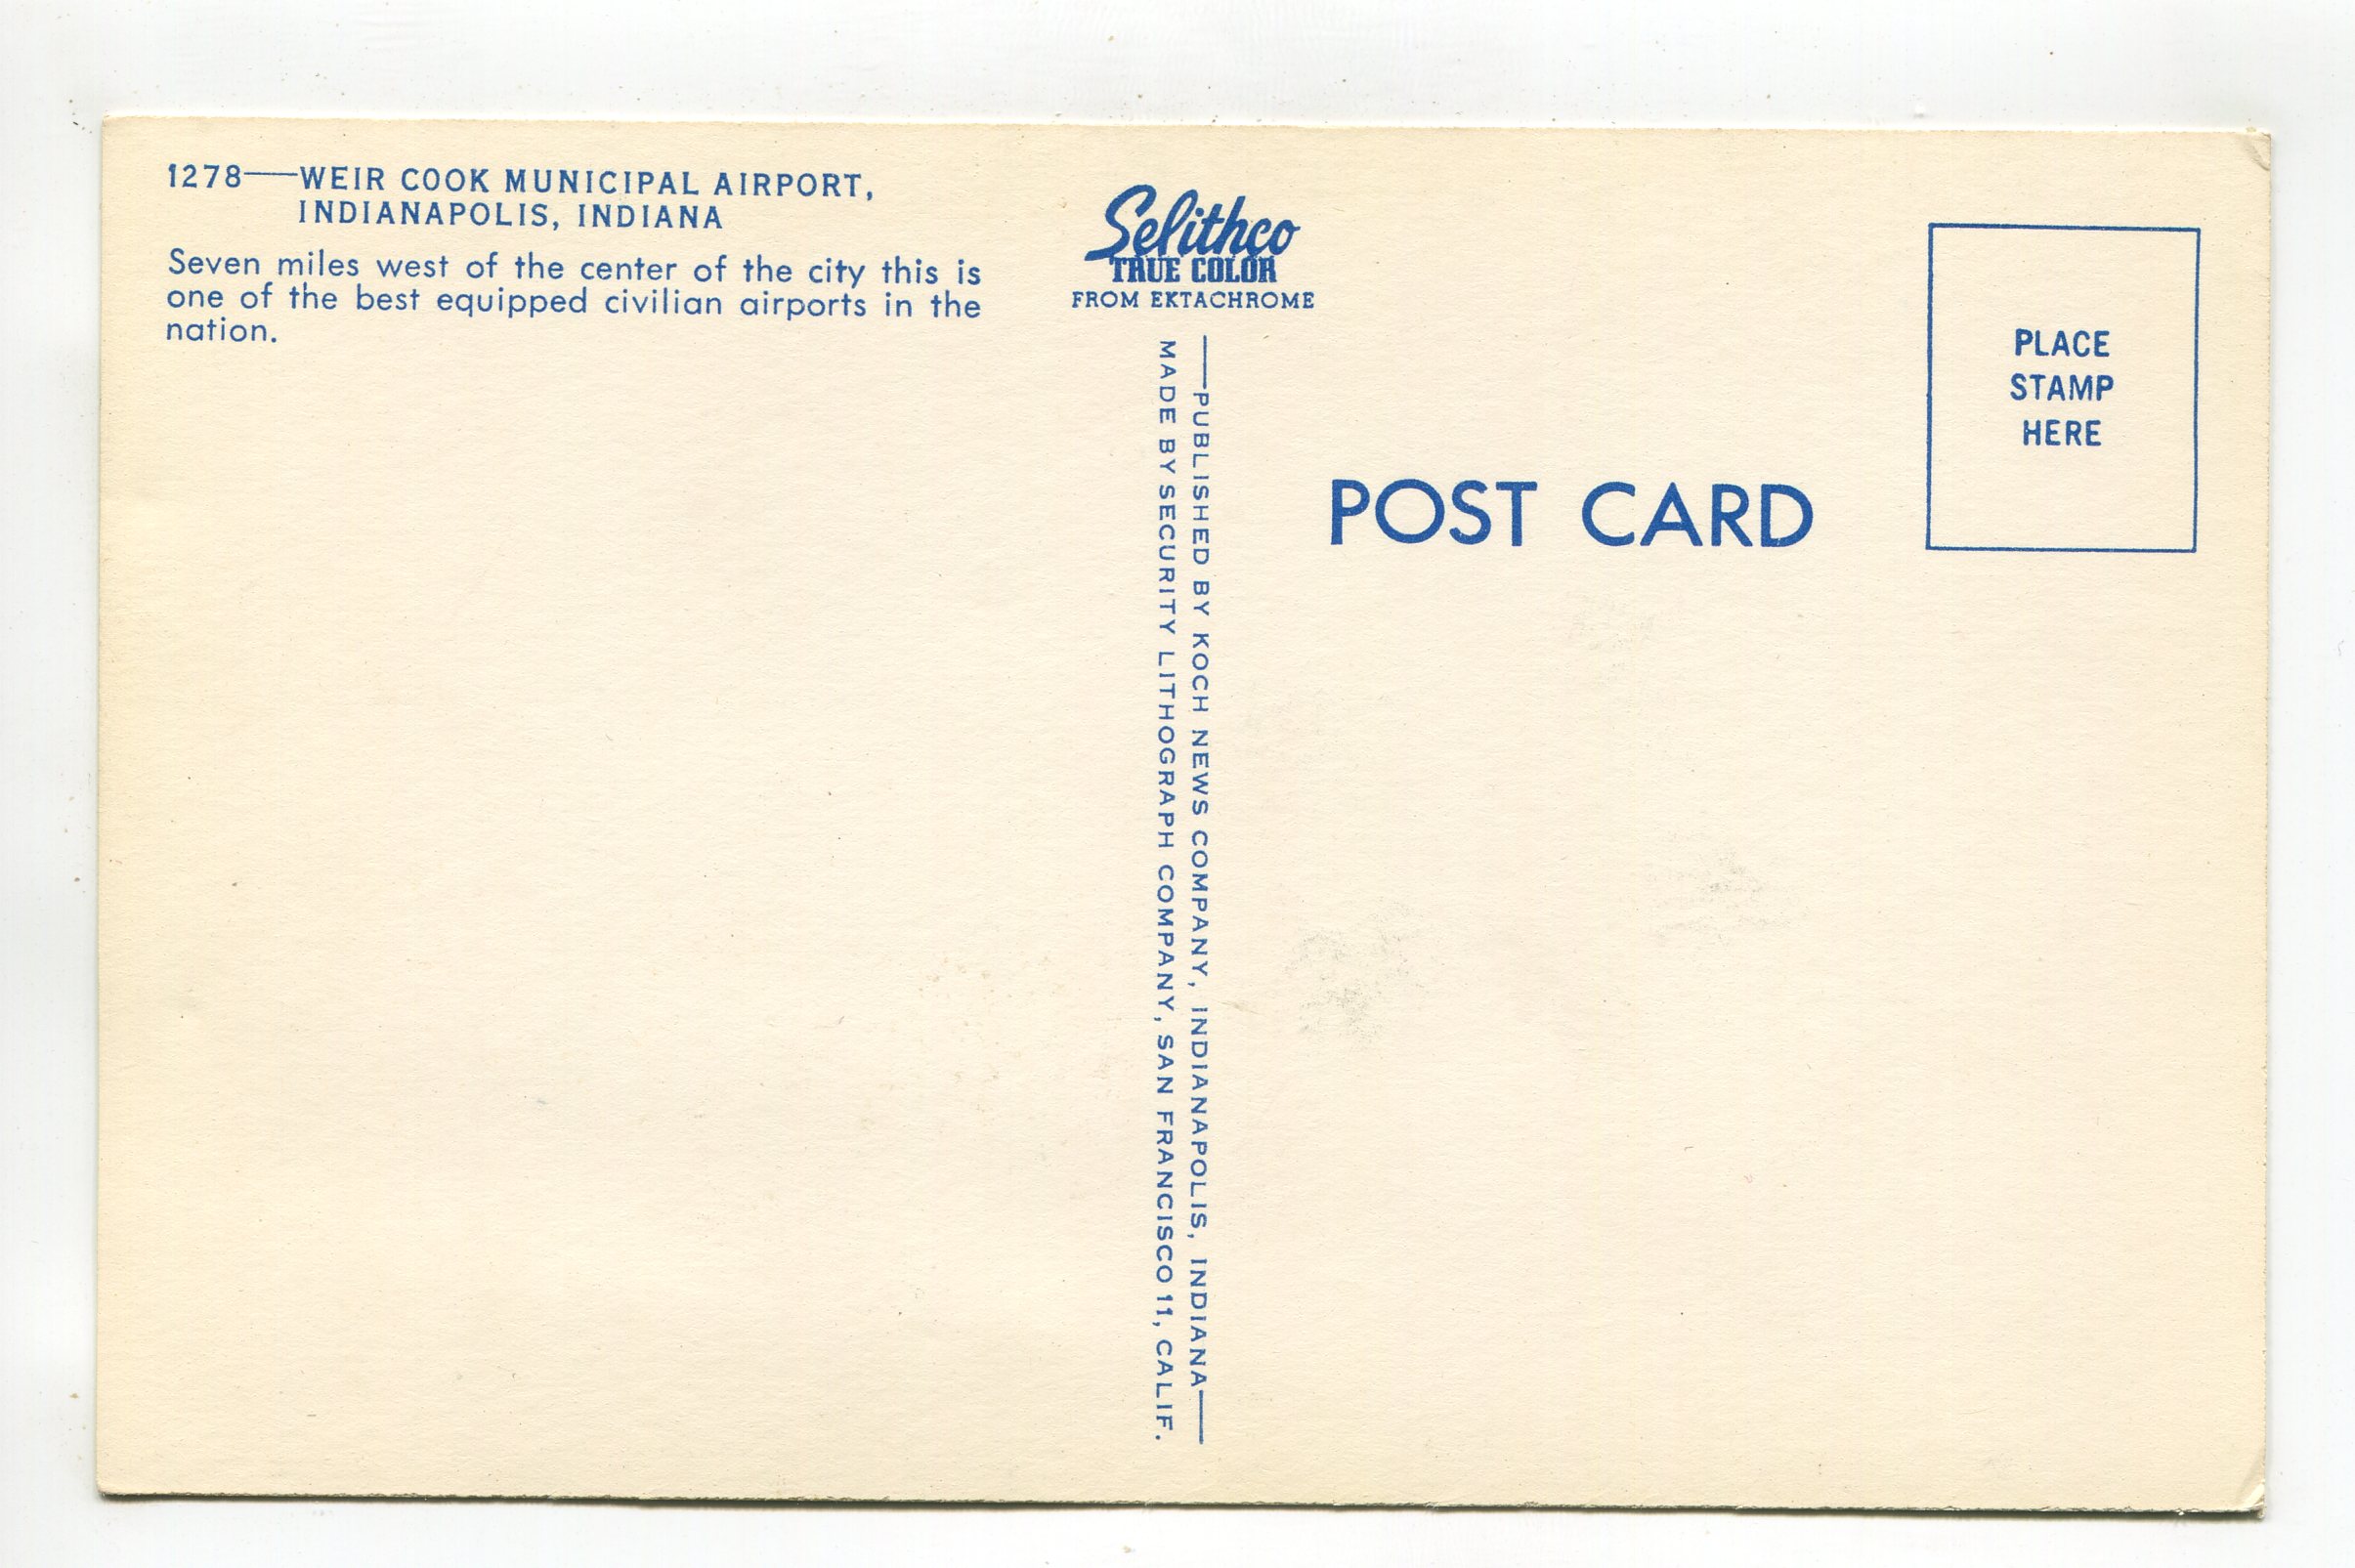 1278——WEIR COOK MUNICIPAL AIRPORT,
INDIANAPOLIS, INDIANA
Seven miles west of the center of the city this is
one of the best equipped civilian airports in the
nation.
Selithco
TRUE COLOR
FROM EKTACHROME
——PUBLISHED BY KOCH NEWS COMPANY, INDIANAPOLIS, INDIANA——
MADE BY SECURITY LITHOGRAPH COMPANY, SAN FRANCISCO 11, CALIF.
POST CARD
PLACE
STAMP
HERE